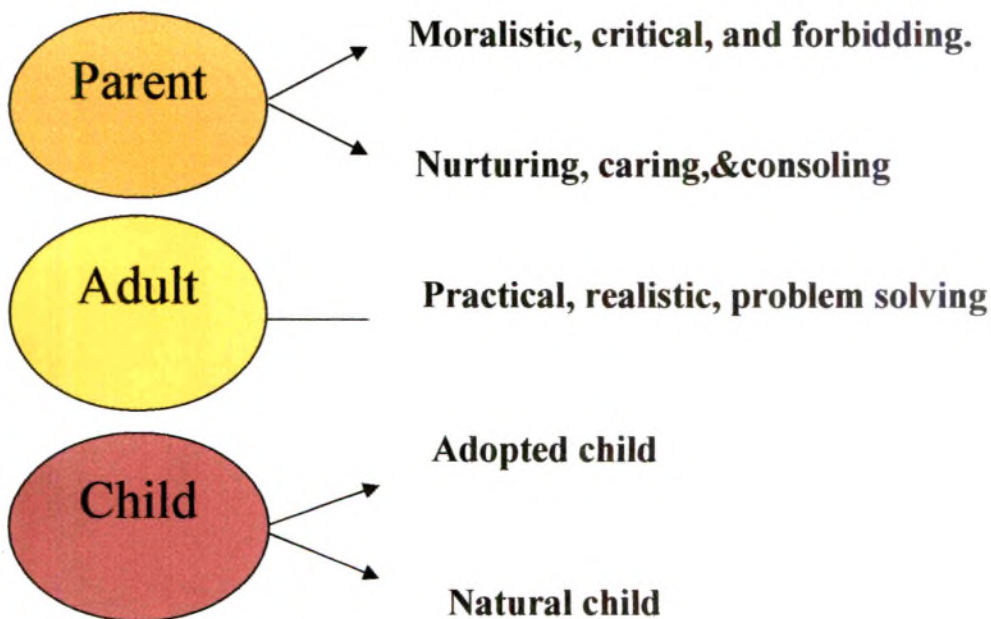 Parent
Moralistic, critical, and forbidding.
Nurturing, caring,&consoling
Adult
Practical, realistic, problem solving
Child
Adopted child
Natural child